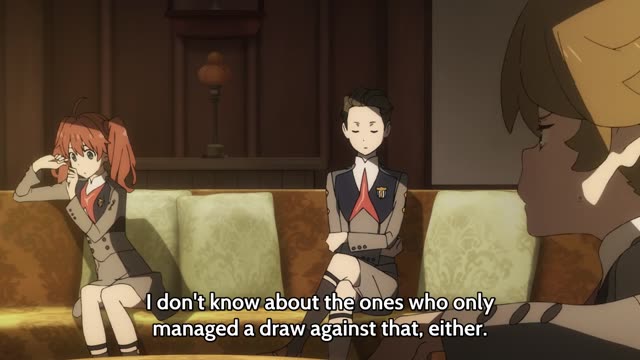 I don't know about the ones who only
managed a draw against that, either.